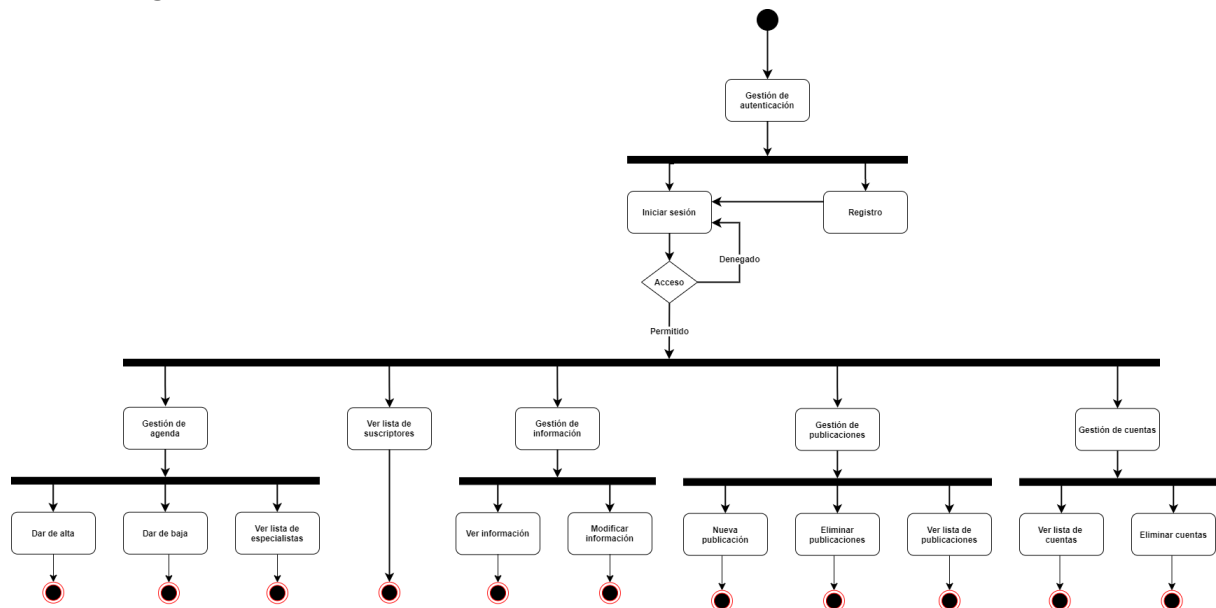 Gestión de
autenticación
Iniciar sesión
Registro
Denegado
Acceso
Permitido
Gestión de
agenda
Ver lista de
suscriptores
Gestión de
información
Gestión de
publicaciones
Gestión de cuentas
Dar de alta
Dar de baja
Ver lista de
especialistas
Ver información
Modificar
información
Nueva
publicación
Eliminar
publicaciones
Ver lista de
publicaciones
Ver lista de
cuentas
Eliminar cuentas